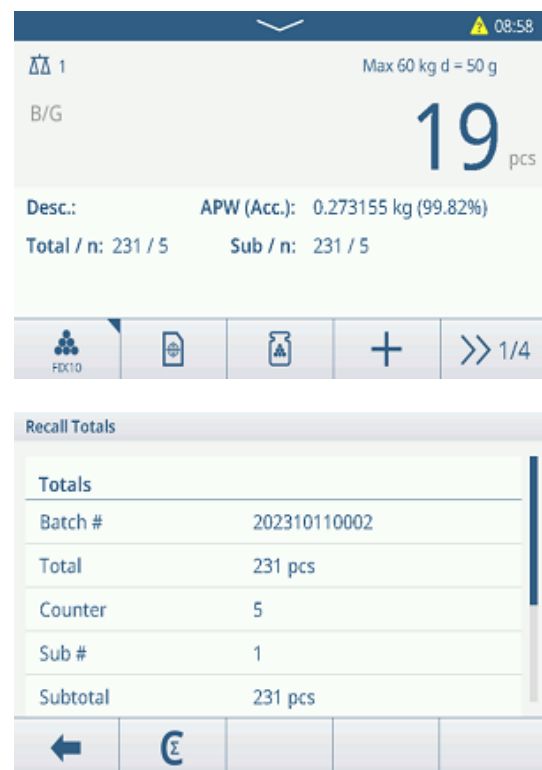 08:58
1 Max 60 kg d = 50 g
B/G 19 pcs
Desc.: APW (Acc.): 0.273155 kg (99.82%)
Total / n: 231 / 5 Sub / n: 231 / 5
FIX10 1/4
Recall Totals
Totals
Batch # 202310110002
Total 231 pcs
Counter 5
Sub # 1
Subtotal 231 pcs